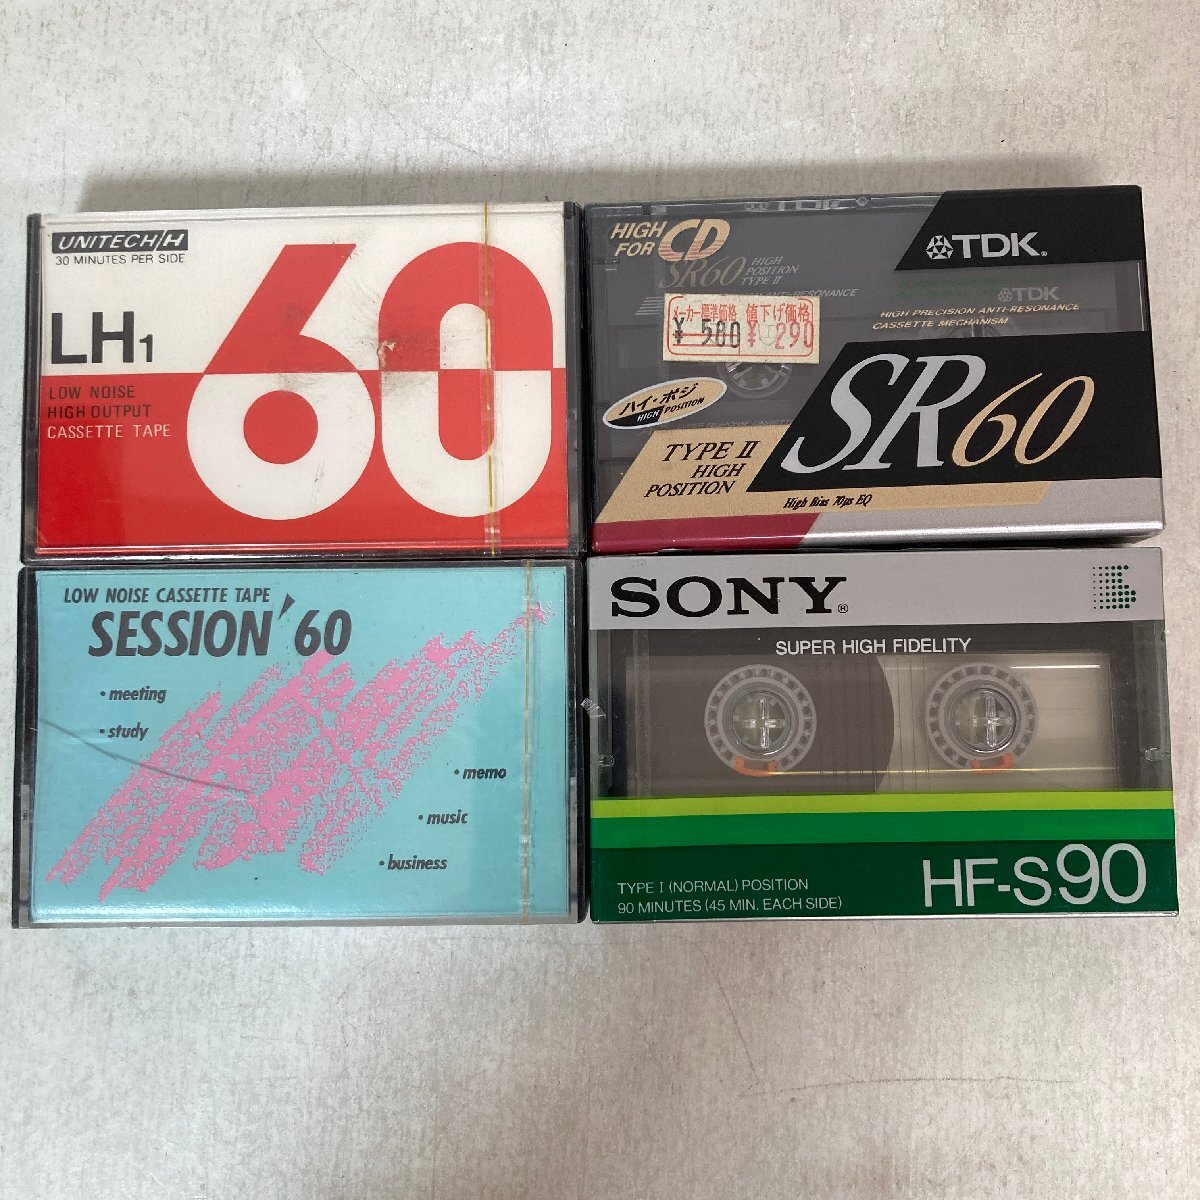 UNITECH/H
30 MINUTES PER SIDE
LH1
60
LOW NOISE
HIGH OUTPUT
CASSETTE TAPE
HIGH
FOR CD
SR60 HIGH
POSITION
TYPE II
ANTI-RESONANCE
TDK
TDK
HIGH PRECISION ANTI-RESONANCE
CASSETTE MECHANISM
メーカー標準価格 値下げ価格
¥ 580 ¥ 290
ハイ・ポジ
HIGH POSITION
SR60
TYPE II
HIGH
POSITION
High Bias 70μs EQ
LOW NOISE CASSETTE TAPE
SESSION '60
・meeting
・study
・memo
・music
・business
SONY®
SUPER HIGH FIDELITY
TYPE I (NORMAL) POSITION
90 MINUTES (45 MIN. EACH SIDE)
HF-S90